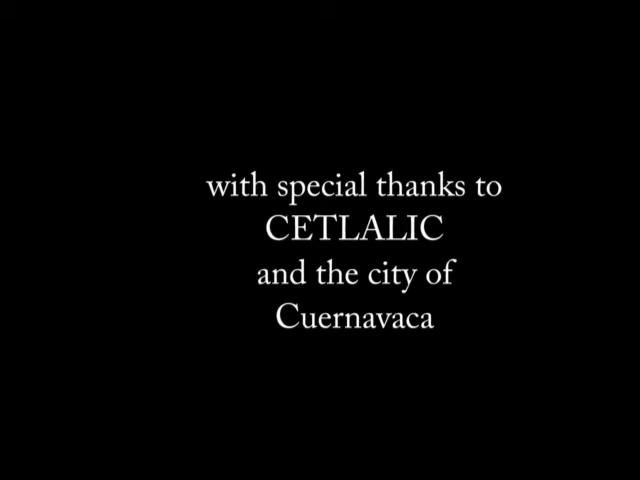 with special thanks to
CETLALIC
and the city of
Cuernavaca